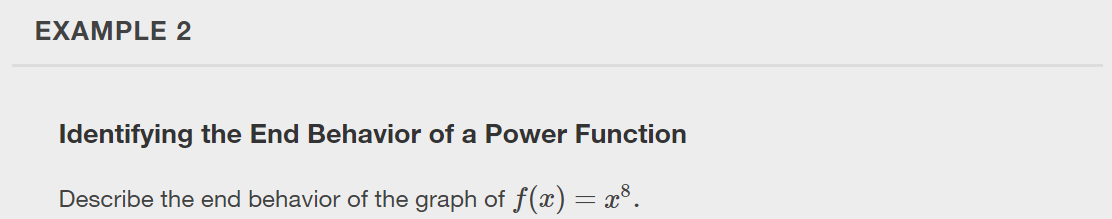 EXAMPLE 2
Identifying the End Behavior of a Power Function
Describe the end behavior of the graph of f(x) = x⁸.